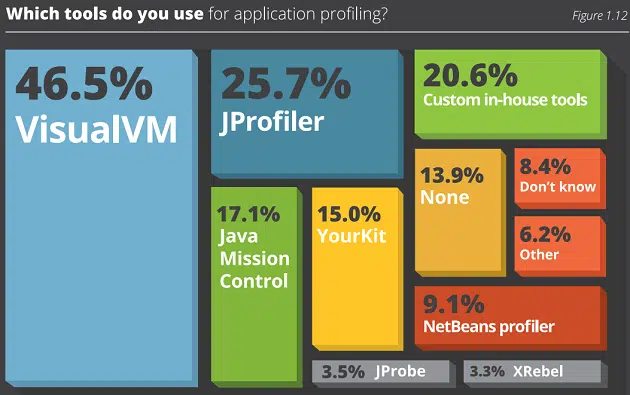 Which tools do you use for application profiling?
Figure 1.12
46.5%
VisualVM
25.7%
JProfiler
20.6%
Custom in-house tools
17.1%
Java
Mission
Control
15.0%
YourKit
13.9%
None
8.4%
Don’t know
6.2%
Other
9.1%
NetBeans profiler
3.5% JProbe
3.3% XRebel